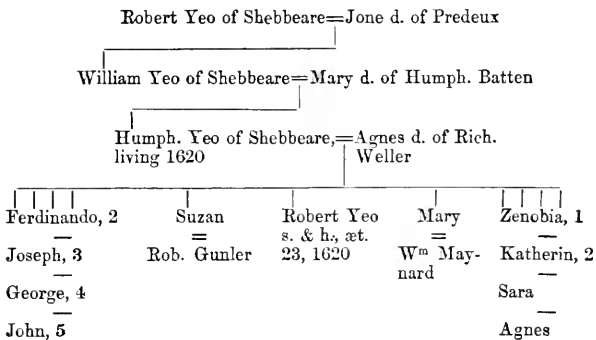 Robert Yeo of Shebbeare=Jone d. of Predeux
William Yeo of Shebbeare=Mary d. of Humph. Batten
Humph. Yeo of Shebbeare,=Agnes d. of Rich.
living 1620 Weller
Ferdinando, 2 Suzan Robert Yeo Mary Zenobia, 1
= s. & h., æt. =
Joseph, 3 Rob. Gunler 23, 1620 Wm May- Katherin, 2
nard
George, 4 Sara
John, 5 Agnes